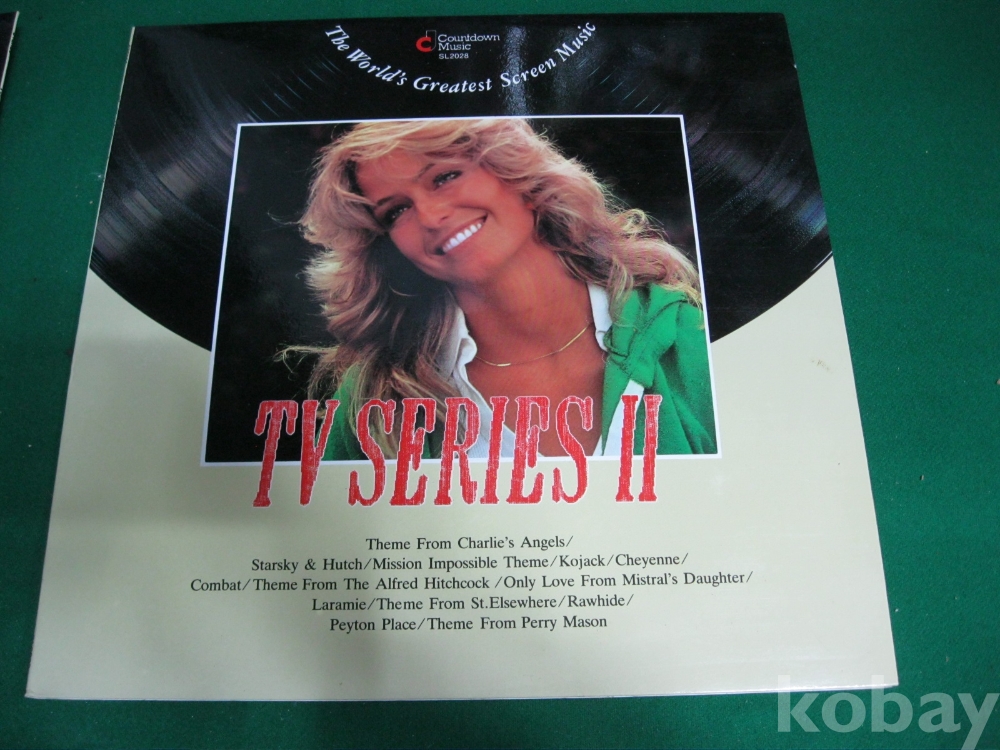 Countdown
Music
SL2028
The World's Greatest Screen Music
TV SERIES II
Theme From Charlie's Angels/
Starsky & Hutch/Mission Impossible Theme/Kojack/Cheyenne/
Combat/Theme From The Alfred Hitchcock /Only Love From Mistral's Daughter/
Laramie/Theme From St.Elsewhere/Rawhide/
Peyton Place/Theme From Perry Mason
kobay